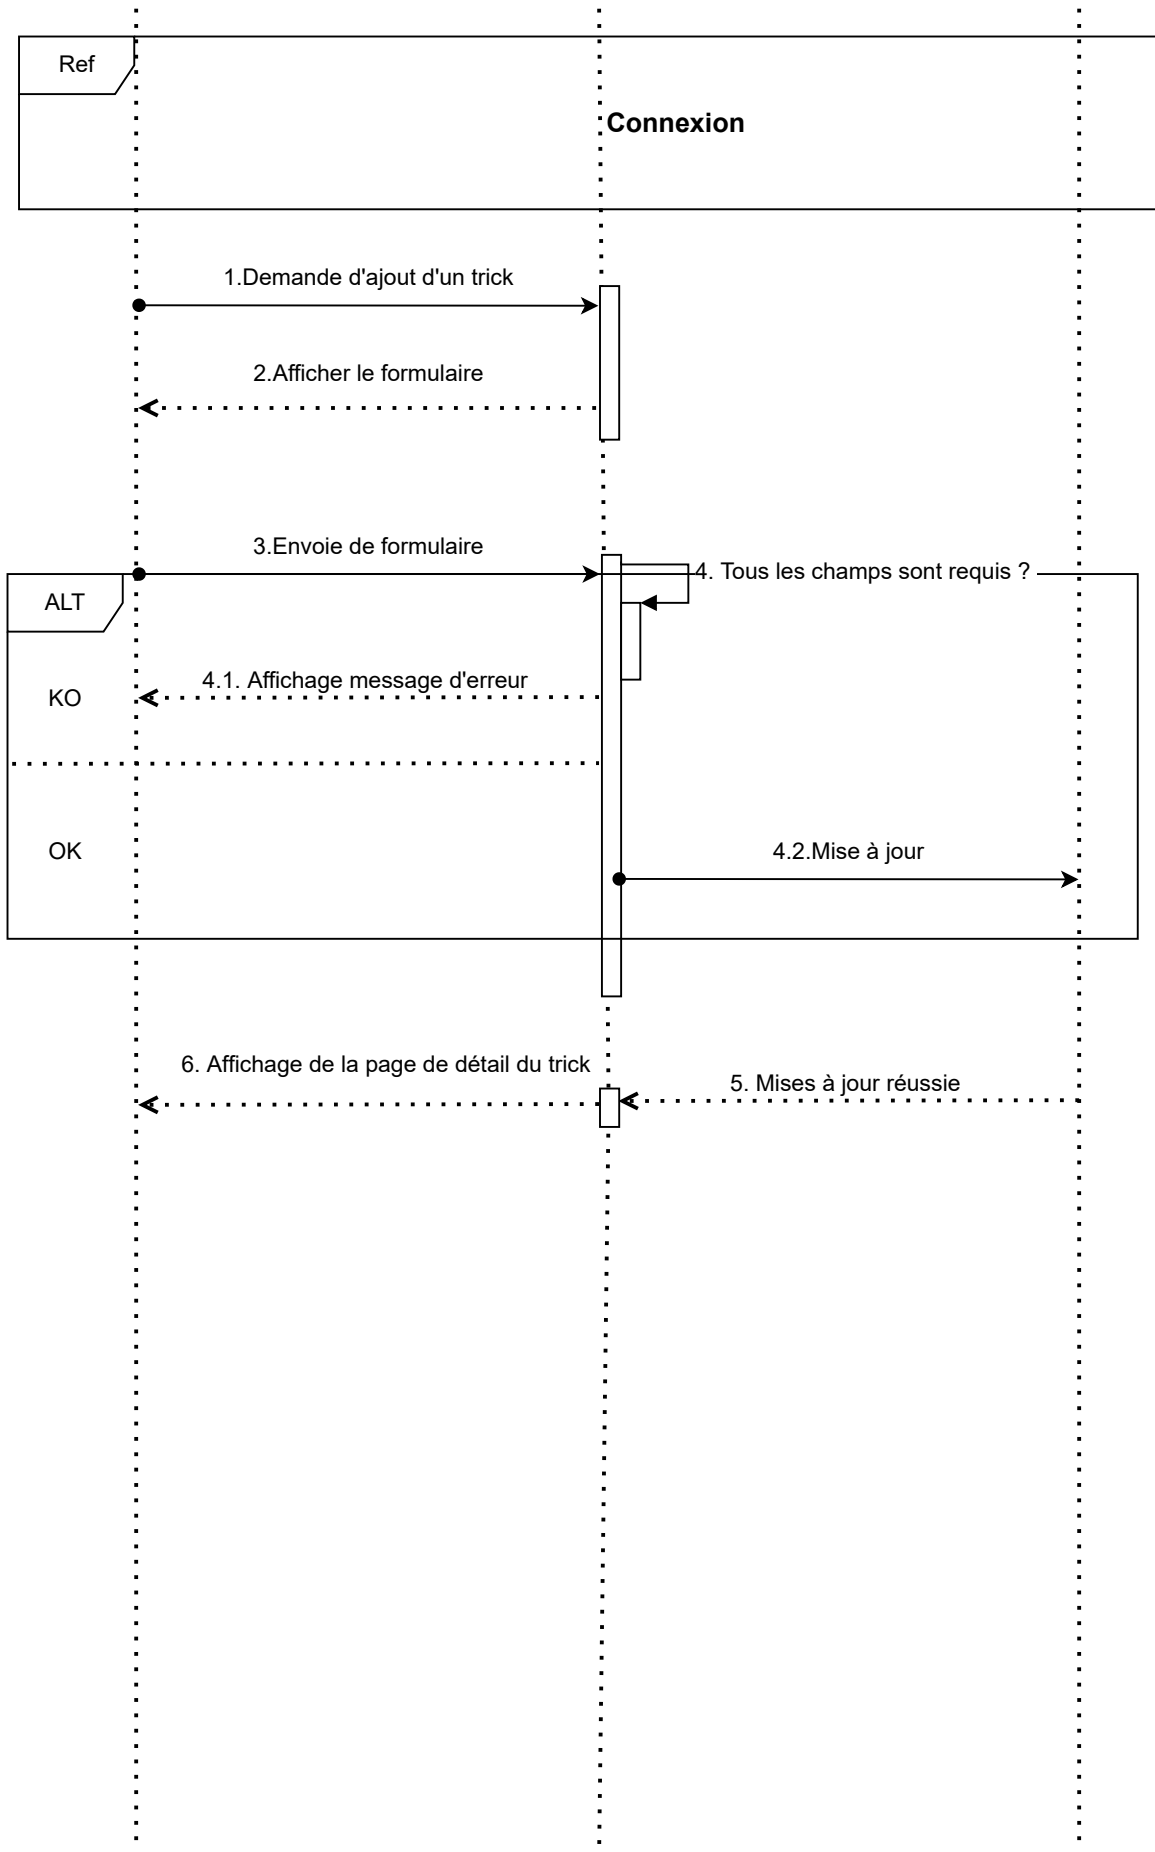 Ref
Connexion
1.Demande d'ajout d'un trick
2.Afficher le formulaire
3.Envoie de formulaire
4. Tous les champs sont requis ?
ALT
4.1. Affichage message d'erreur
KO
OK
4.2.Mise à jour
6. Affichage de la page de détail du trick
5. Mises à jour réussie